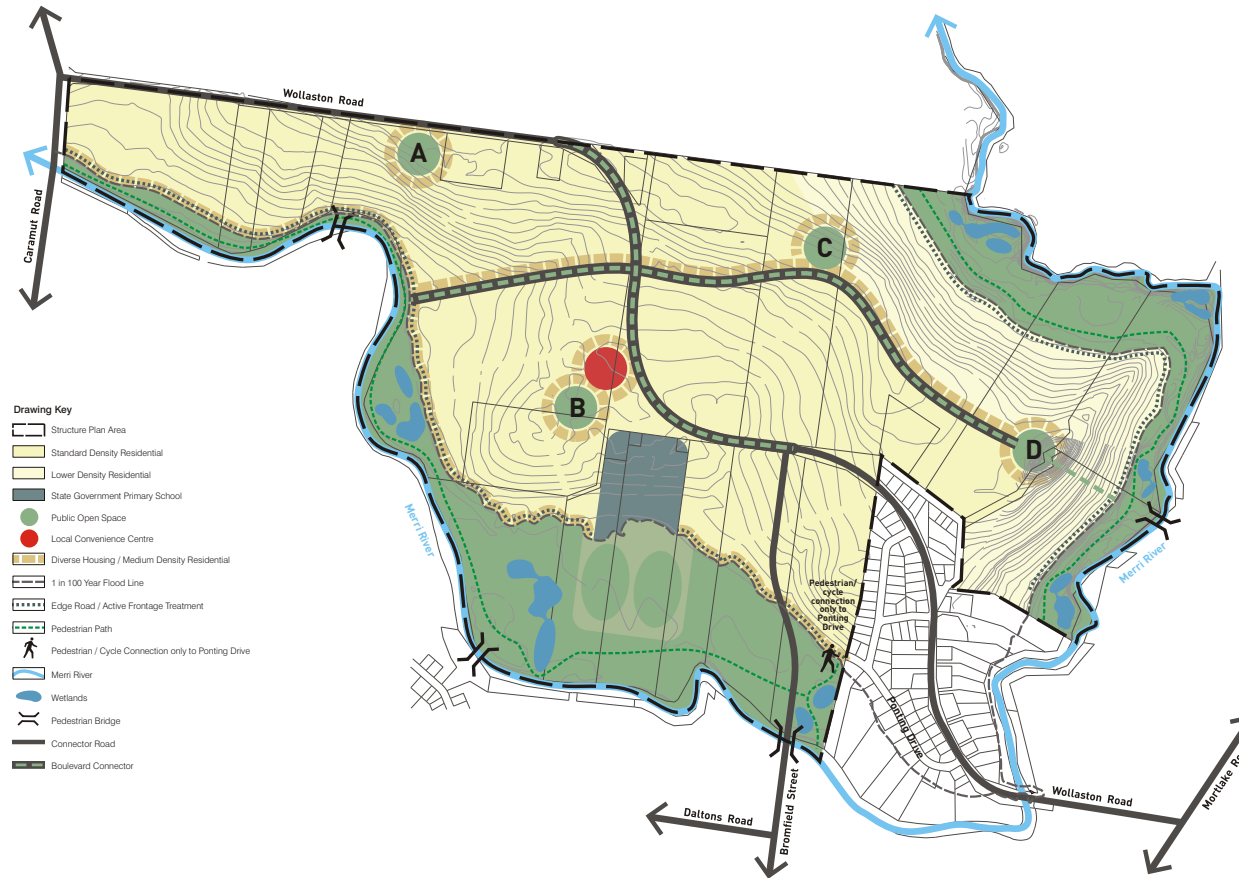 Wollaston Road
A
Caramut Road
C
B
D
Drawing Key
Structure Plan Area
Standard Density Residential
Lower Density Residential
State Government Primary School
Public Open Space
Local Convenience Centre
Diverse Housing / Medium Density Residential
1 in 100 Year Flood Line
Edge Road / Active Frontage Treatment
Pedestrian Path
Pedestrian / Cycle Connection only to Ponting Drive
Merri River
Wetlands
Pedestrian Bridge
Connector Road
Boulevard Connector
Merri River
Merri River
Pedestrian/
cycle
connection
only to
Ponting
Drive
Ponting Drive
Daltons Road
Bromfield Street
Wollaston Road
Mortlake Ro